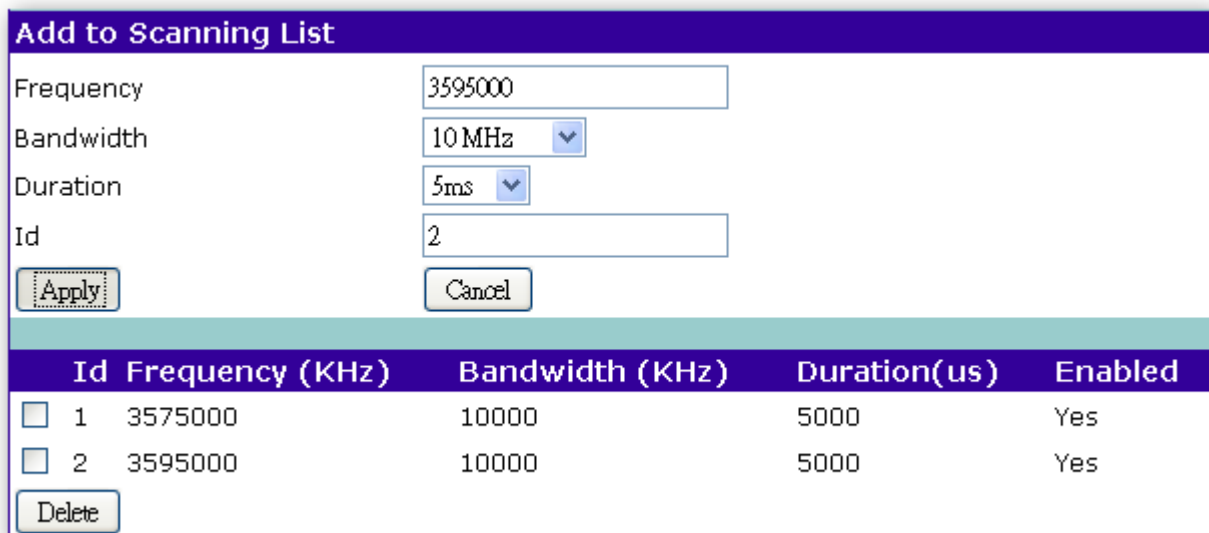 Add to Scanning List
Frequency 3595000
Bandwidth 10 MHz
Duration 5ms
Id 2
Apply Cancel
Id Frequency (KHz) Bandwidth (KHz) Duration(us) Enabled
1 3575000 10000 5000 Yes
2 3595000 10000 5000 Yes
Delete